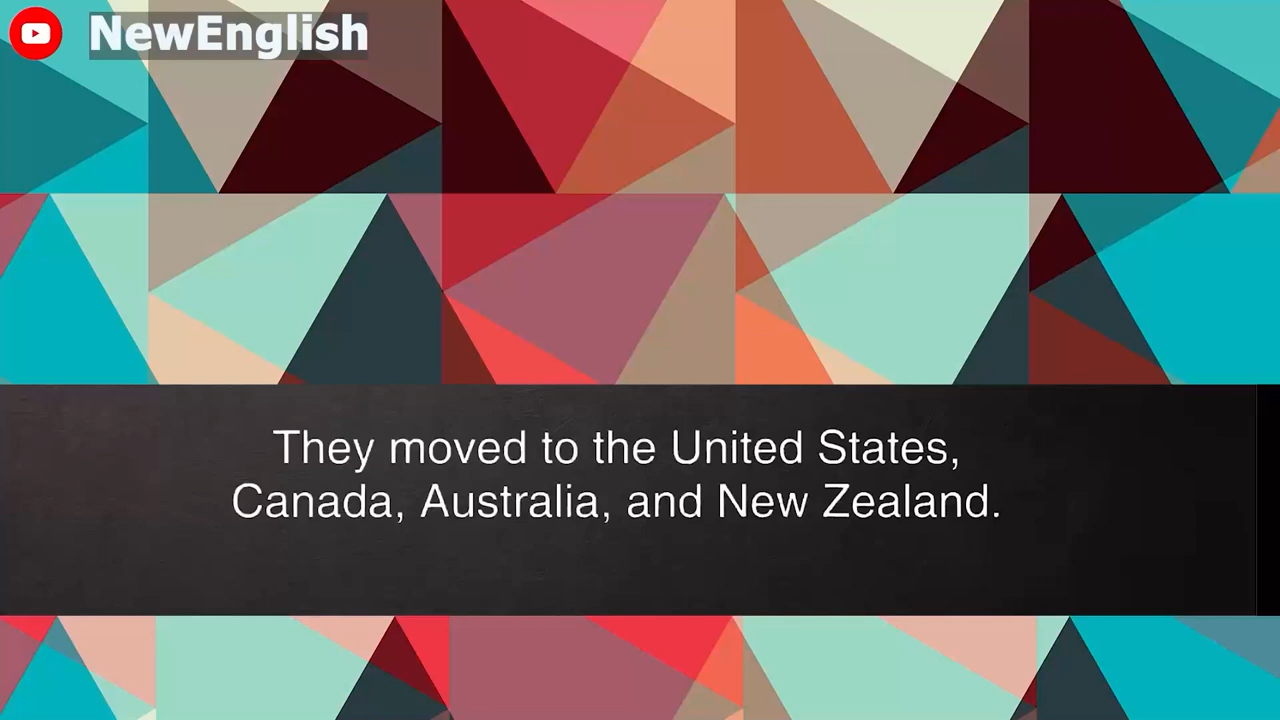 NewEnglish
They moved to the United States,
Canada, Australia, and New Zealand.